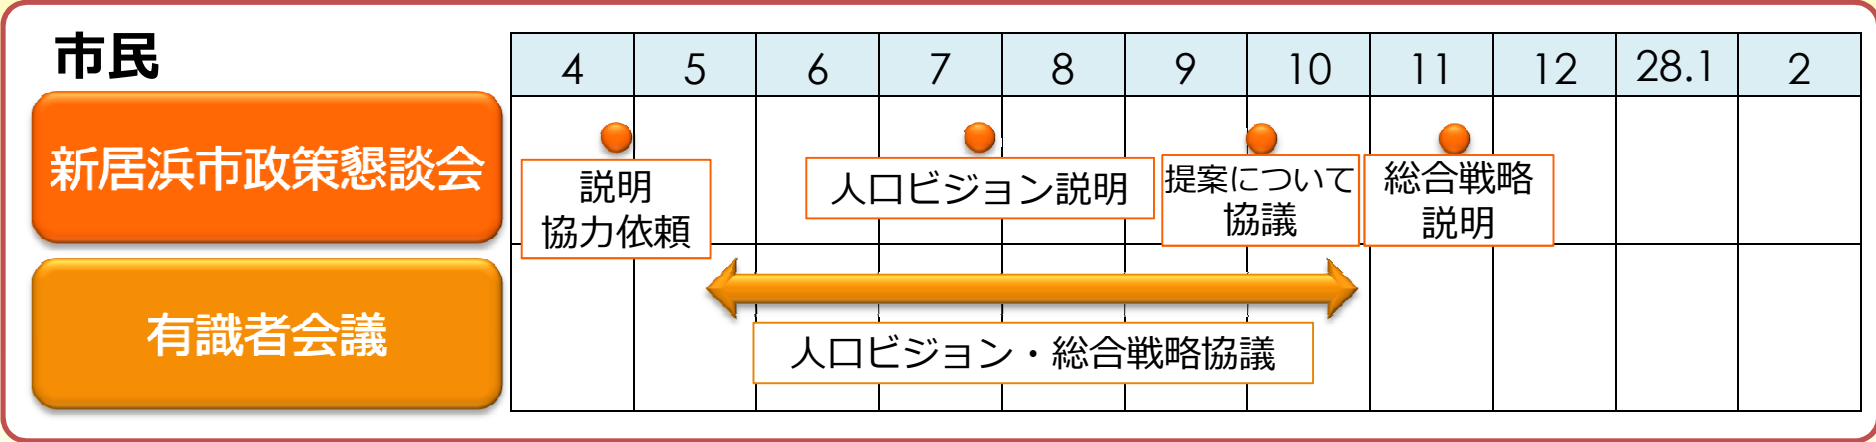 市民
4 5 6 7 8 9 10 11 12 28.1 2
新居浜市政策懇談会
説明
協力依頼
人口ビジョン説明
提案について
協議
総合戦略
説明
有識者会議
人口ビジョン・総合戦略協議